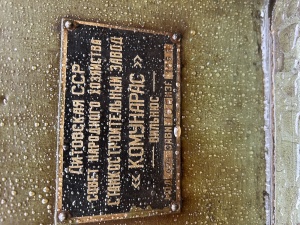 ЛИТОВСКАЯ ССР
СОВЕТ НАРОДНОГО ХОЗЯЙСТВА
СТАНКОСТРОИТЕЛЬНЫЙ ЗАВОД
«КОМУНАРАС»
ВИЛЬНЮС